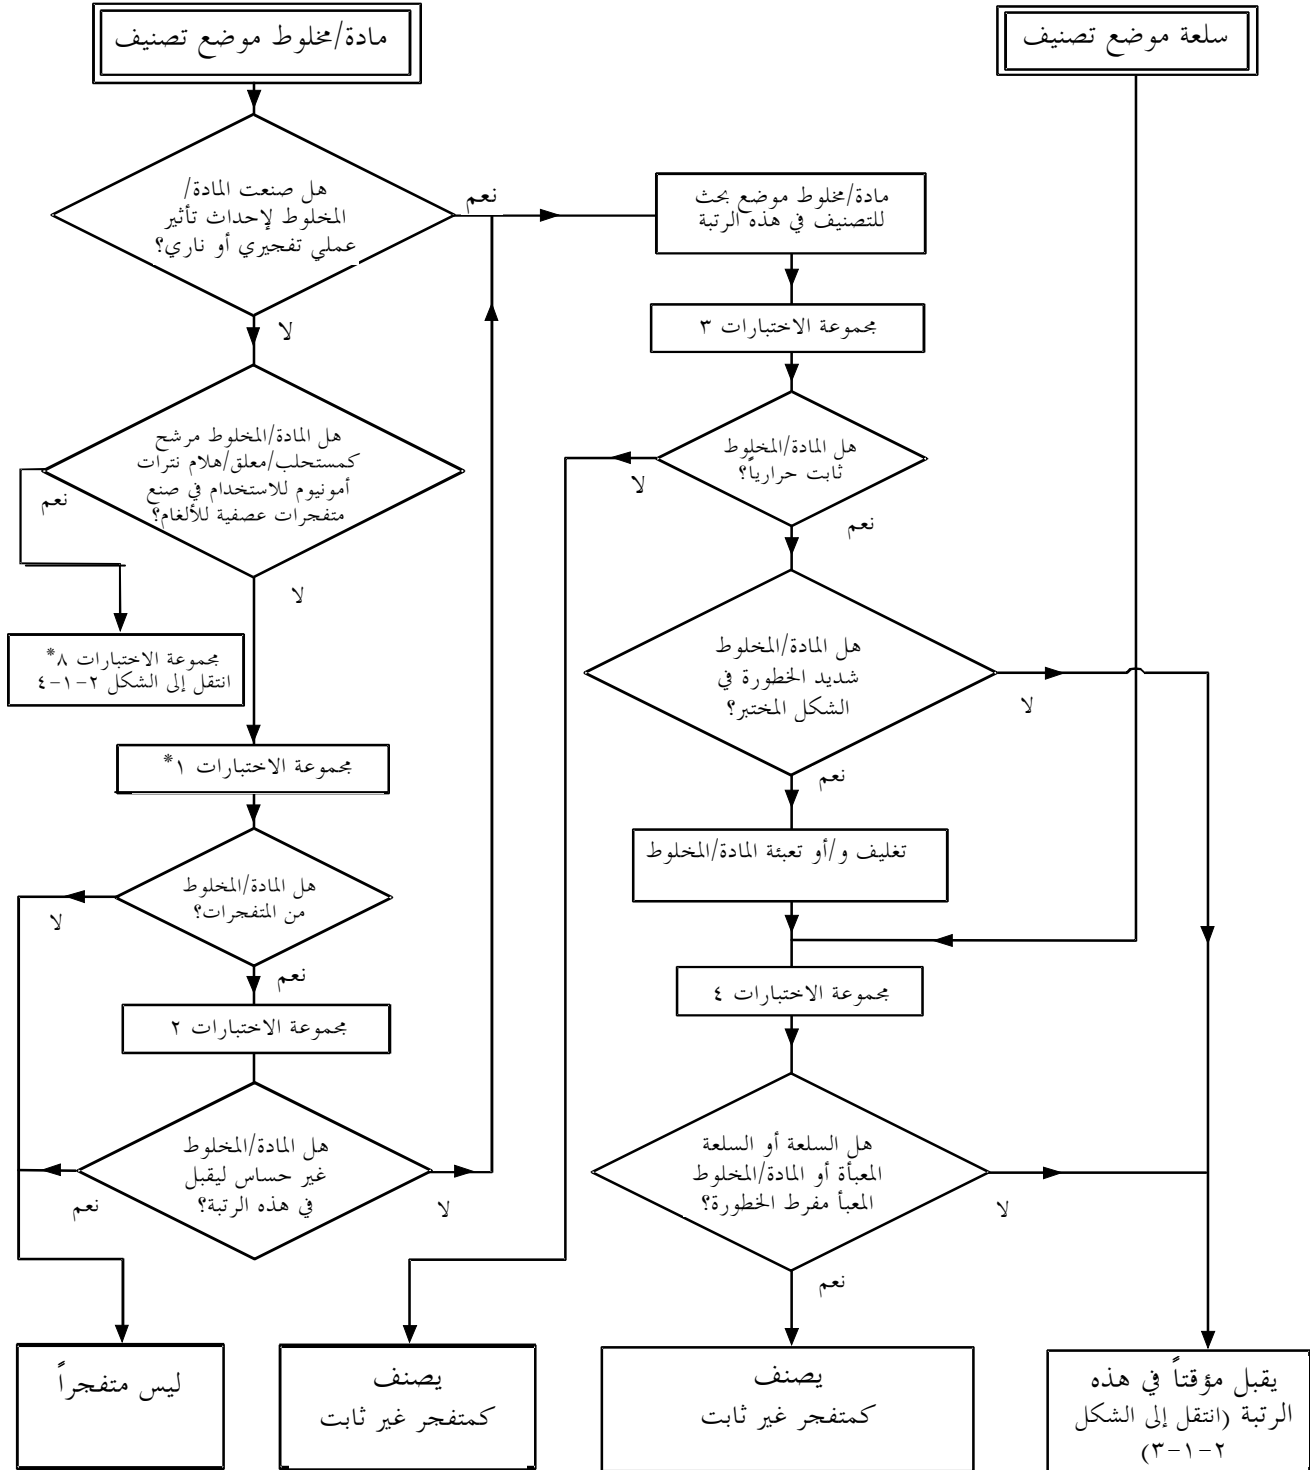 مادة/مخلوط موضع تصنيف
سلعة موضع تصنيف
هل صنعت المادة/
المخلوط لإحداث تأثير
عملي تفجيري أو ناري؟
نعم
لا
مادة/مخلوط موضع بحث
للتصنيف في هذه الرتبة
مجموعة الاختبارات ٣
هل المادة/المخلوط
ثابت حرارياً؟
لا
نعم
هل المادة/المخلوط مرشح
كمستحلب/معلق/هلام نترات
أمونيوم للاستخدام في صنع
متفجرات عصفية للألغام؟
نعم
لا
مجموعة الاختبارات ٨*
انتقل إلى الشكل ٢-١-٤
هل المادة/المخلوط
شديد الخطورة في
الشكل المختبر؟
لا
نعم
مجموعة الاختبارات ١*
تغليف و/أو تعبئة المادة/المخلوط
هل المادة/المخلوط
من المتفجرات؟
لا
نعم
مجموعة الاختبارات ٢
مجموعة الاختبارات ٤
هل المادة/المخلوط
غير حساس ليقبل
في هذه الرتبة؟
نعم
لا
هل السلعة أو السلعة
المعبأة أو المادة/المخلوط
المعبأ مفرط الخطورة؟
لا
نعم
ليس متفجراً
يصنف
كمتفجر غير ثابت
يصنف
كمتفجر غير ثابت
يقبل مؤقتاً في هذه
الرتبة (انتقل إلى الشكل
٢-١-٣)